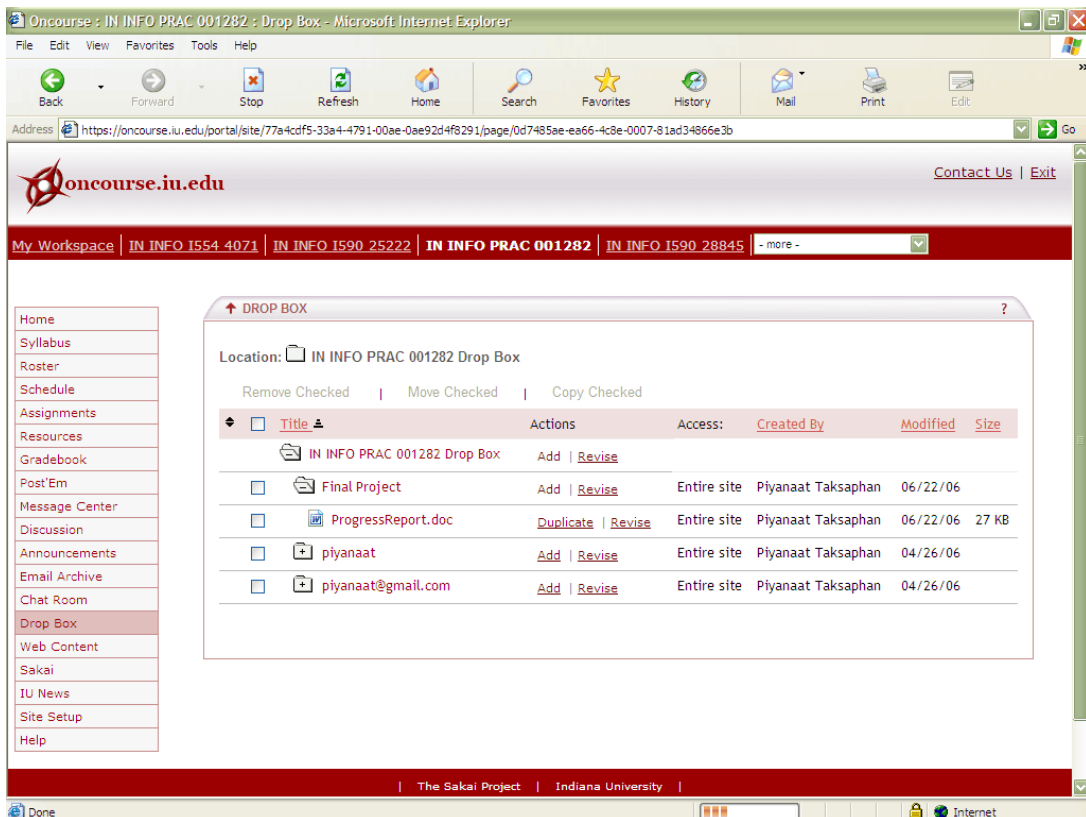 Oncourse : IN INFO PRAC 001282 : Drop Box - Microsoft Internet Explorer
File Edit View Favorites Tools Help
Back Forward Stop Refresh Home Search Favorites History Mail Print Edit
Address https://oncourse.iu.edu/portal/site/77a4cdf5-33a4-4791-00ae-0ae92d4f8291/page/0d7485ae-ea66-4c8e-0007-81ad34866e3b Go
oncourse.iu.edu
Contact Us | Exit
My Workspace | IN INFO I554 4071 | IN INFO I590 25222 | IN INFO PRAC 001282 | IN INFO I590 28845 | - more -
Home
Syllabus
Roster
Schedule
Assignments
Resources
Gradebook
Post'Em
Message Center
Discussion
Announcements
Email Archive
Chat Room
Drop Box
Web Content
Sakai
IU News
Site Setup
Help
DROP BOX ?
Location: IN INFO PRAC 001282 Drop Box
Remove Checked | Move Checked | Copy Checked
Title Actions Access: Created By Modified Size
IN INFO PRAC 001282 Drop Box Add | Revise
Final Project Add | Revise Entire site Piyanaat Taksaphan 06/22/06
ProgressReport.doc Duplicate | Revise Entire site Piyanaat Taksaphan 06/22/06 27 KB
piyanaat Add | Revise Entire site Piyanaat Taksaphan 04/26/06
piyanaat@gmail.com Add | Revise Entire site Piyanaat Taksaphan 04/26/06
| The Sakai Project | Indiana University |
Done Internet